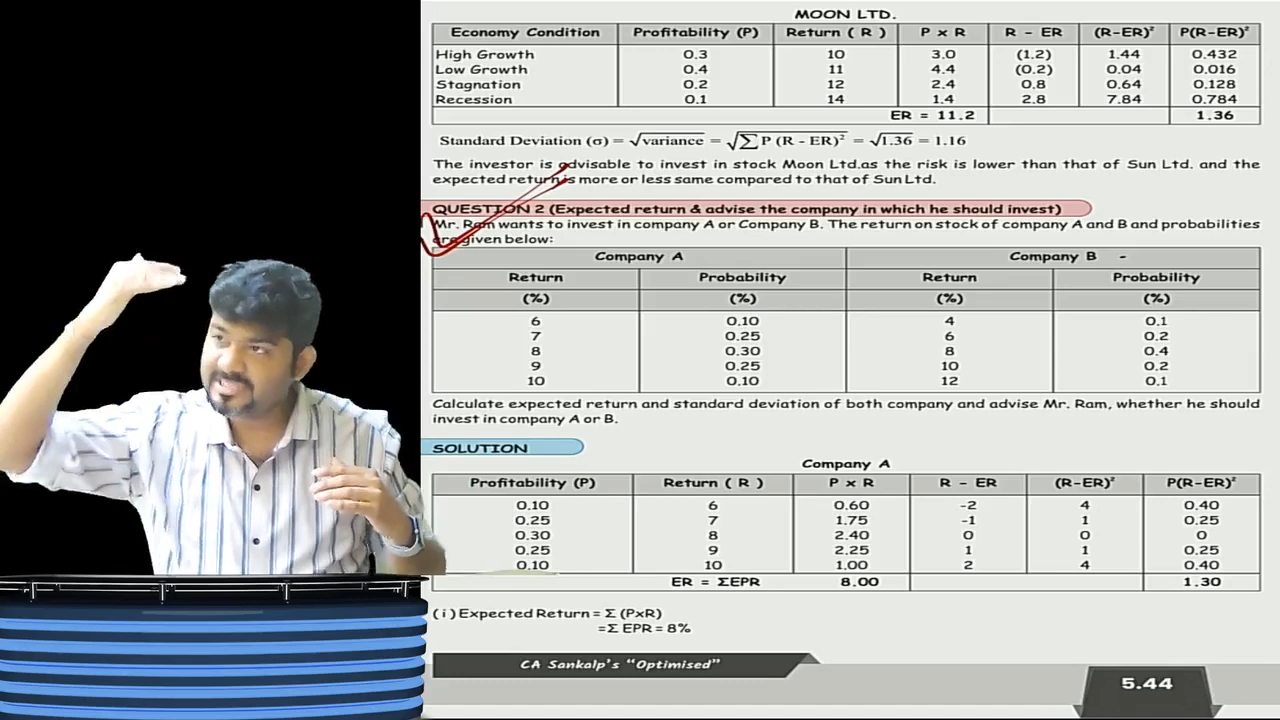 MOON LTD.
Economy Condition Profitability (P) Return ( R ) P x R R - ER (R-ER)² P(R-ER)²
High Growth 0.3 10 3.0 (1.2) 1.44 0.432
Low Growth 0.4 11 4.4 (0.2) 0.04 0.016
Stagnation 0.2 12 2.4 0.8 0.64 0.128
Recession 0.1 14 1.4 2.8 7.84 0.784
ER = 11.2 1.36
Standard Deviation (σ) = √variance = √∑ P (R - ER)² = √1.36 = 1.16
The investor is advisable to invest in stock Moon Ltd.as the risk is lower than that of Sun Ltd. and the
expected return is more or less same compared to that of Sun Ltd.
QUESTION 2 (Expected return & advise the company in which he should invest)
Mr. Ram wants to invest in company A or Company B. The return on stock of company A and B and probabilities
are given below:
Company A Company B -
Return Probability Return Probability
(%) (%) (%) (%)
6 0.10 4 0.1
7 0.25 6 0.2
8 0.30 8 0.4
9 0.25 10 0.2
10 0.10 12 0.1
Calculate expected return and standard deviation of both company and advise Mr. Ram, whether he should
invest in company A or B.
SOLUTION
Company A
Profitability (P) Return ( R ) P x R R - ER (R-ER)² P(R-ER)²
0.10 6 0.60 -2 4 0.40
0.25 7 1.75 -1 1 0.25
0.30 8 2.40 0 0 0
0.25 9 2.25 1 1 0.25
0.10 10 1.00 2 4 0.40
ER = ΣEPR 8.00 1.30
( i ) Expected Return = Σ (PxR)
=Σ EPR = 8%
CA Sankalp's "Optimised"
5.44